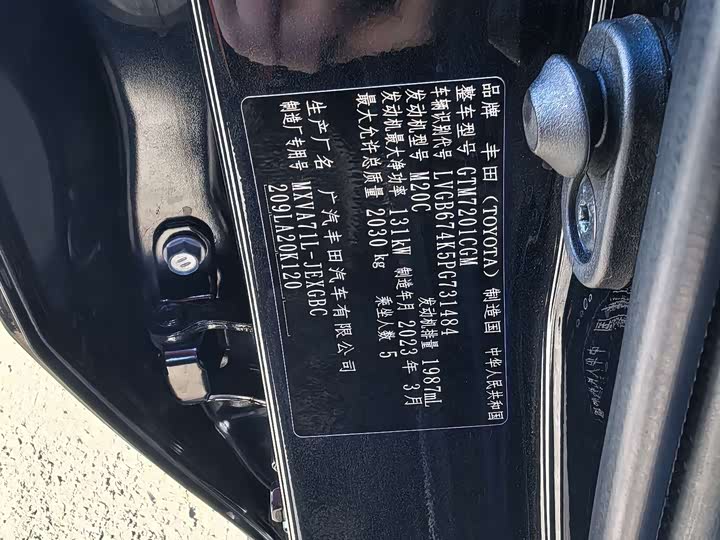 品牌 丰田 (TOYOTA) 制造国 中华人民共和国
整车型号 GTM7201CGM
车辆识别代号 LVGB674K5PG731484
发动机型号 M20C 发动机排量 1987mL
发动机最大净功率 131kW 制造年月 2023年3月
最大允许总质量 2030kg 乘坐人数 5
生产厂名 广汽丰田汽车有限公司
制造厂专用号 MXVA71L-JEXGBC
209LA20K120